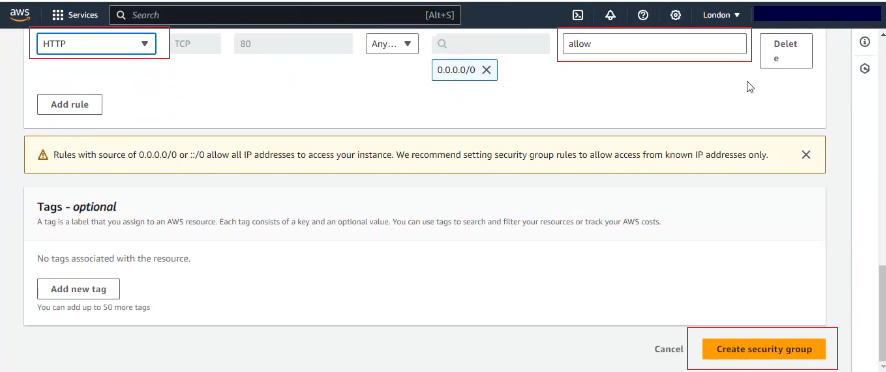 aws Services Search [Alt+S] London
HTTP TCP 80 Any... allow Delet
e
0.0.0.0/0
Add rule
Rules with source of 0.0.0.0/0 or ::/0 allow all IP addresses to access your instance. We recommend setting security group rules to allow access from known IP addresses only.
Tags - optional
A tag is a label that you assign to an AWS resource. Each tag consists of a key and an optional value. You can use tags to search and filter your resources or track your AWS costs.
No tags associated with the resource.
Add new tag
You can add up to 50 more tags
Cancel Create security group